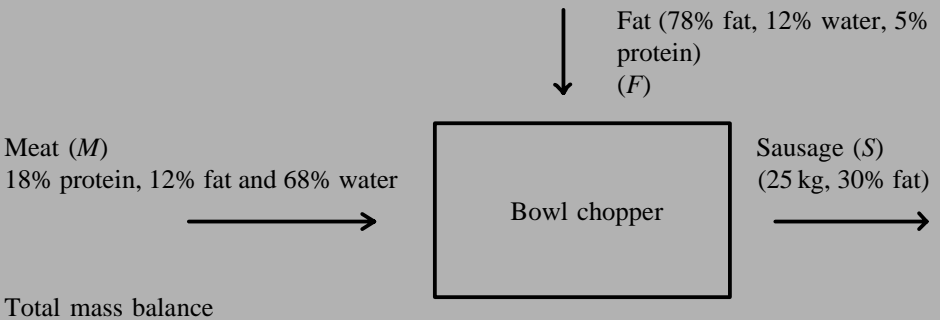 Fat (78% fat, 12% water, 5%
protein)
(F)
Meat (M)
18% protein, 12% fat and 68% water
Sausage (S)
(25 kg, 30% fat)
Bowl chopper
Total mass balance